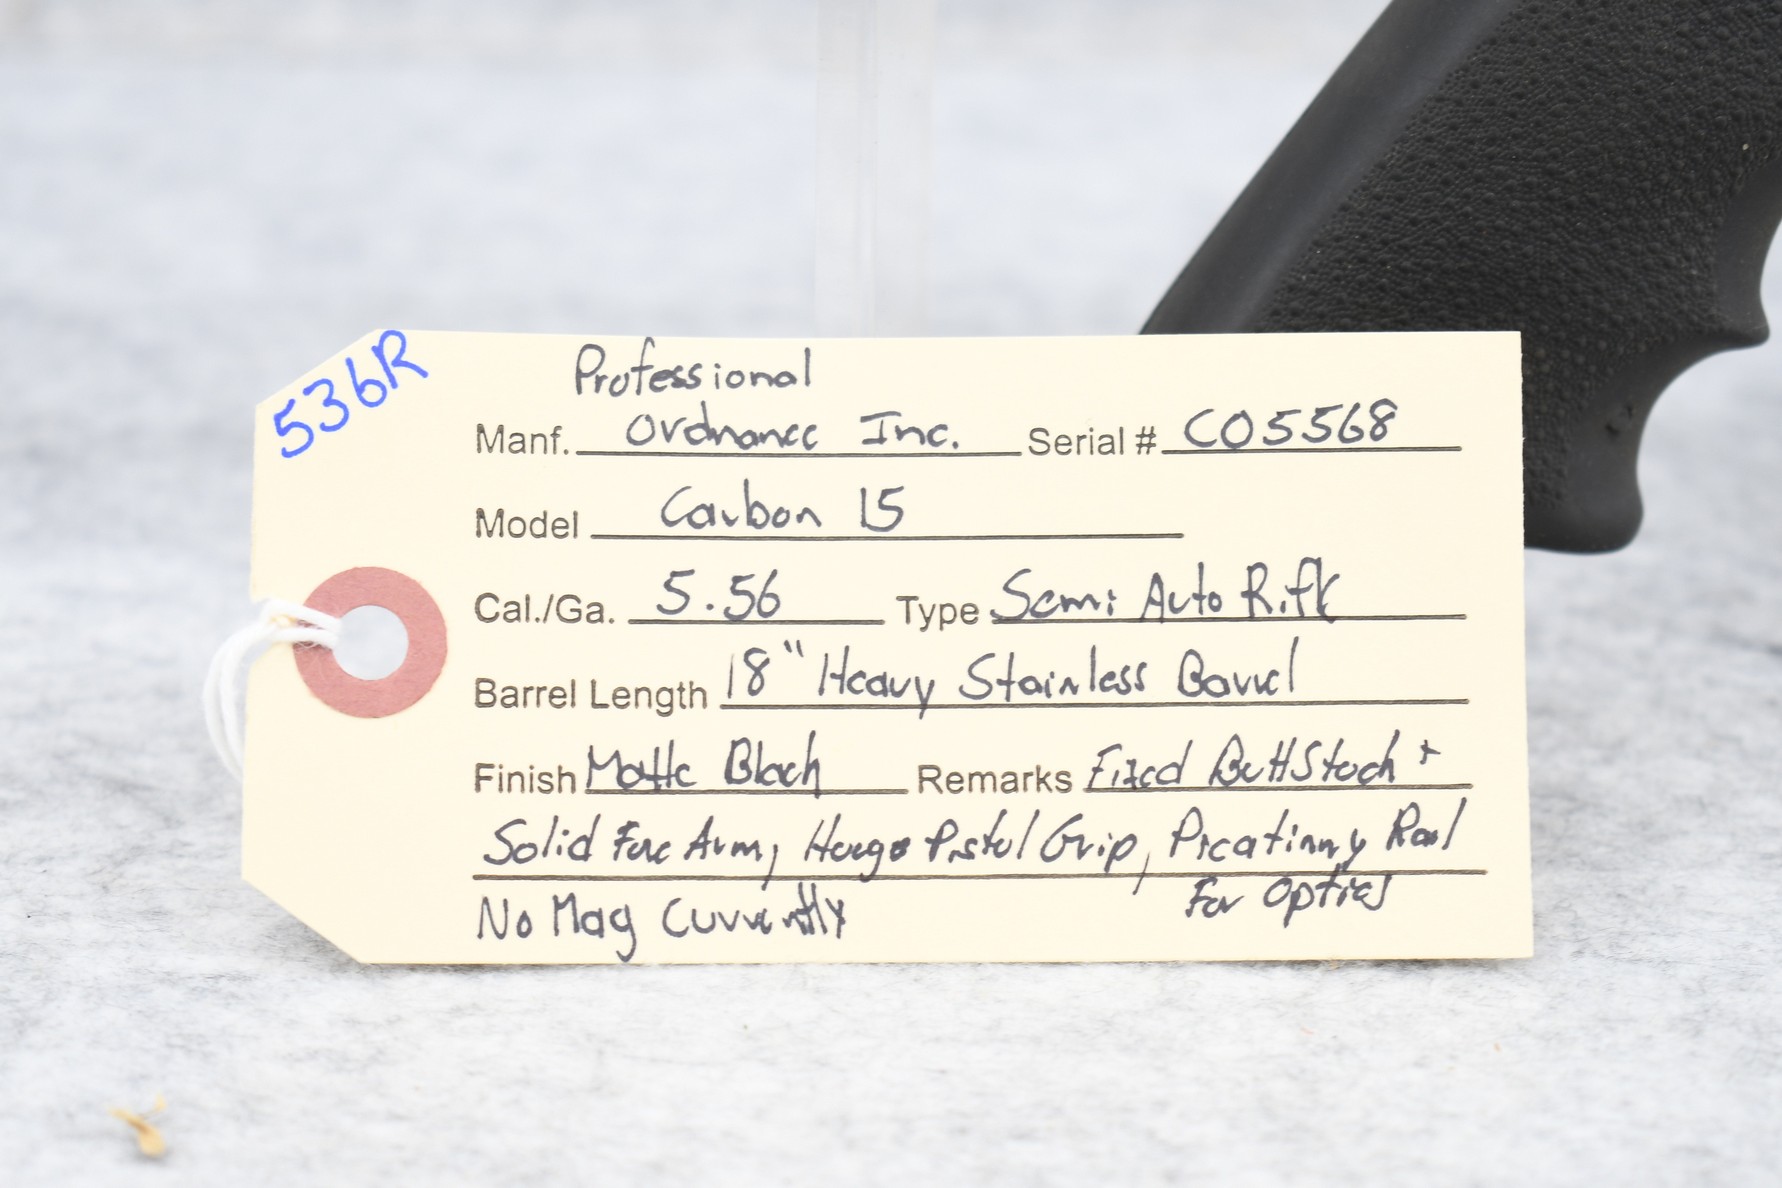 536R
Professional
Manf. Ordnance Inc. Serial # CO5568
Model Carbon 15
Cal./Ga. 5.56 Type Semi Auto Rifle
Barrel Length 18" Heavy Stainless Barrel
Finish Matte Black Remarks Fixed ButtStock +
Solid Fore Arm, Houge Pistol Grip, Picatinny Rail
For Optics
No Mag Currently